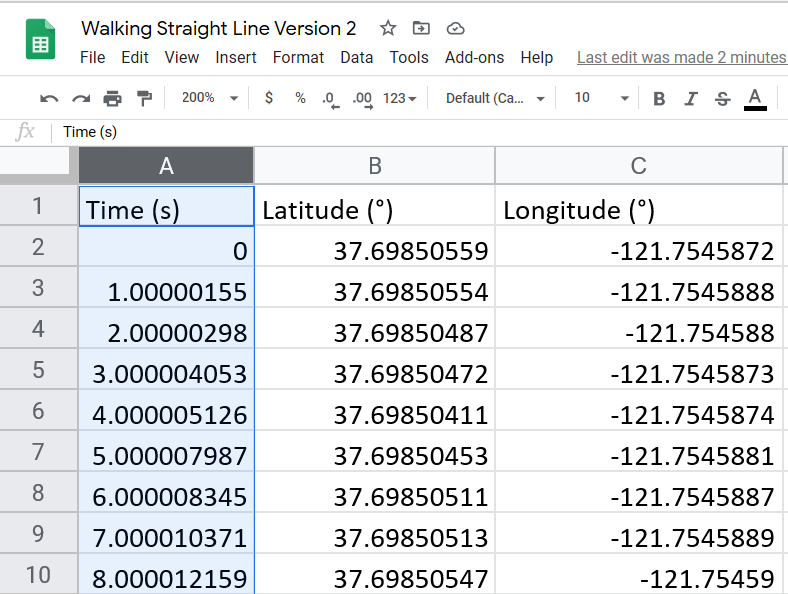 Walking Straight Line Version 2
File Edit View Insert Format Data Tools Add-ons Help Last edit was made 2 minutes
200% $ % .0 .00 123 Default (Ca... 10 B I S A
fx Time (s)
A B C
1 Time (s) Latitude (°) Longitude (°)
2 0 37.69850559 -121.7545872
3 1.00000155 37.69850554 -121.7545888
4 2.00000298 37.69850487 -121.754588
5 3.000004053 37.69850472 -121.7545873
6 4.000005126 37.69850411 -121.7545874
7 5.000007987 37.69850453 -121.7545881
8 6.000008345 37.69850511 -121.7545887
9 7.000010371 37.69850513 -121.7545889
10 8.000012159 37.69850547 -121.75459